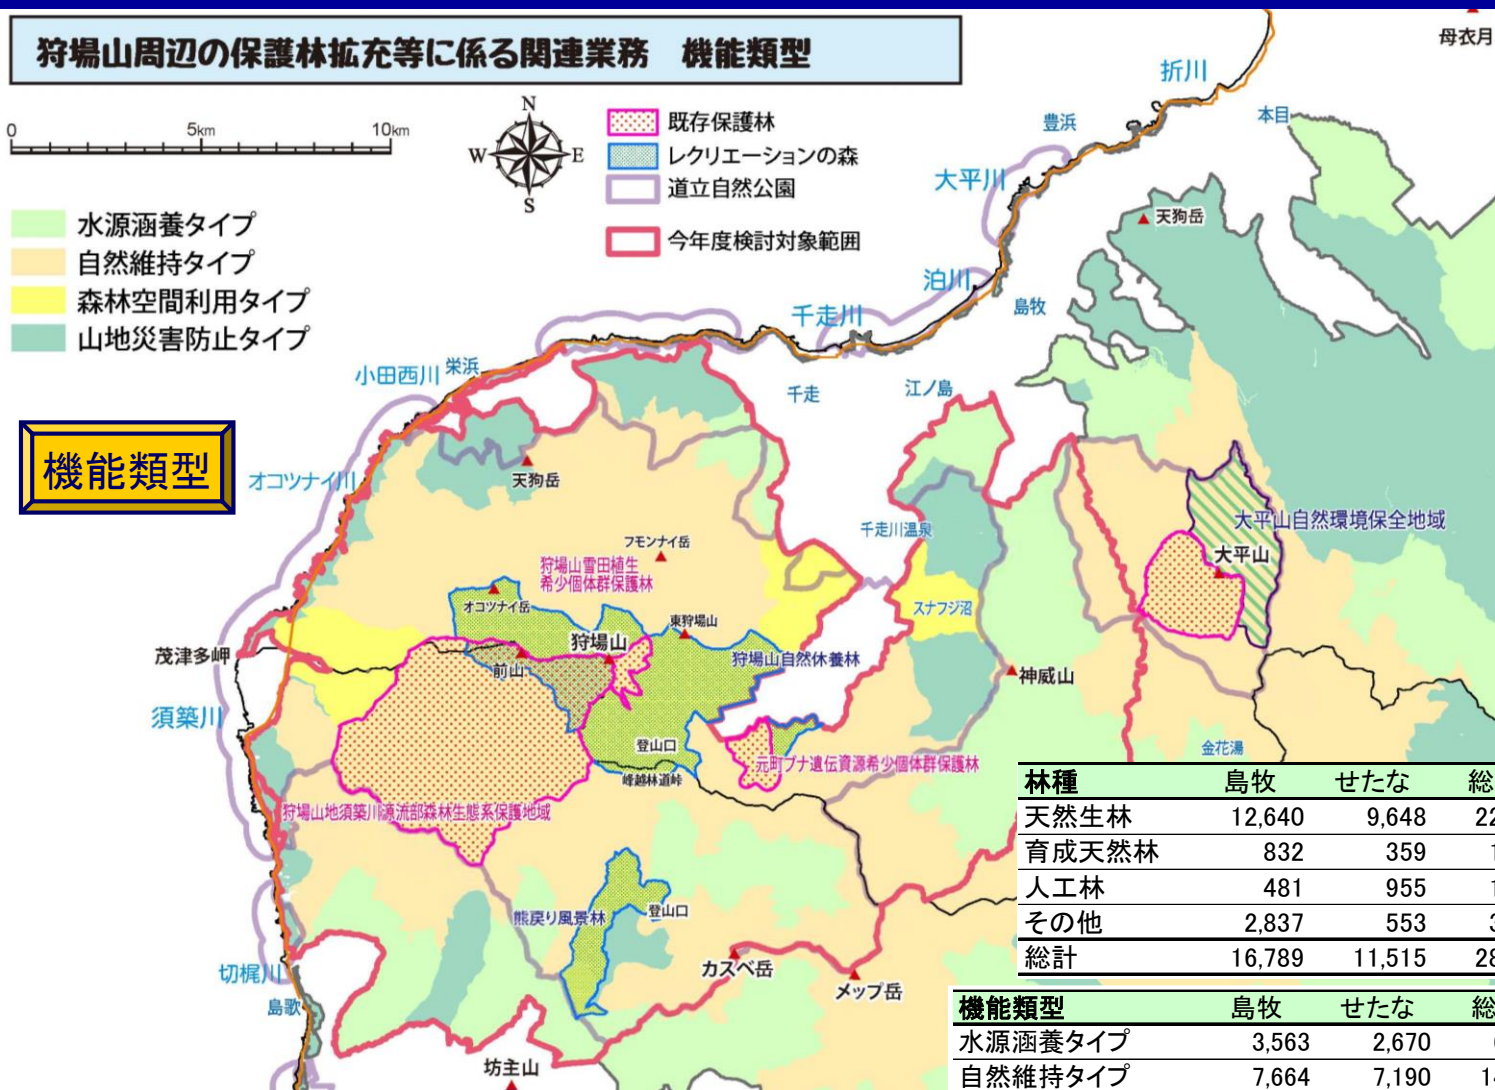 狩場山周辺の保護林拡充等に係る関連業務　機能類型
母衣月
0 5km 10km
N
W E
S
既存保護林
レクリエーションの森
道立自然公園
今年度検討対象範囲
水源涵養タイプ
自然維持タイプ
森林空間利用タイプ
山地災害防止タイプ
機能類型
折川
本目
豊浜
大平川
天狗岳
泊川
島牧
千走川
小田西川
栄浜
千走
江ノ島
オコツナイ川
天狗岳
千走川温泉
大平山自然環境保全地域
大平山
フモンナイ岳
狩場山雪田植生
希少個体群保護林
オコツナイ岳
東狩場山
狩場山
スナフジ沼
茂津多岬
前山
狩場山自然休養林
神威山
須築川
登山口
金花湯
元町ブナ遺伝資源希少個体群保護林
峰越林道峠
狩場山地須築川源流部森林生態系保護地域
熊戻り風景林
登山口
切梶川
カスベ岳
メップ岳
島歌
坊主山
林種 島牧 せたな 総
天然生林 12,640 9,648 22
育成天然林 832 359 1
人工林 481 955 1
その他 2,837 553 3
総計 16,789 11,515 28
機能類型 島牧 せたな 総
水源涵養タイプ 3,563 2,670
自然維持タイプ 7,664 7,190 14